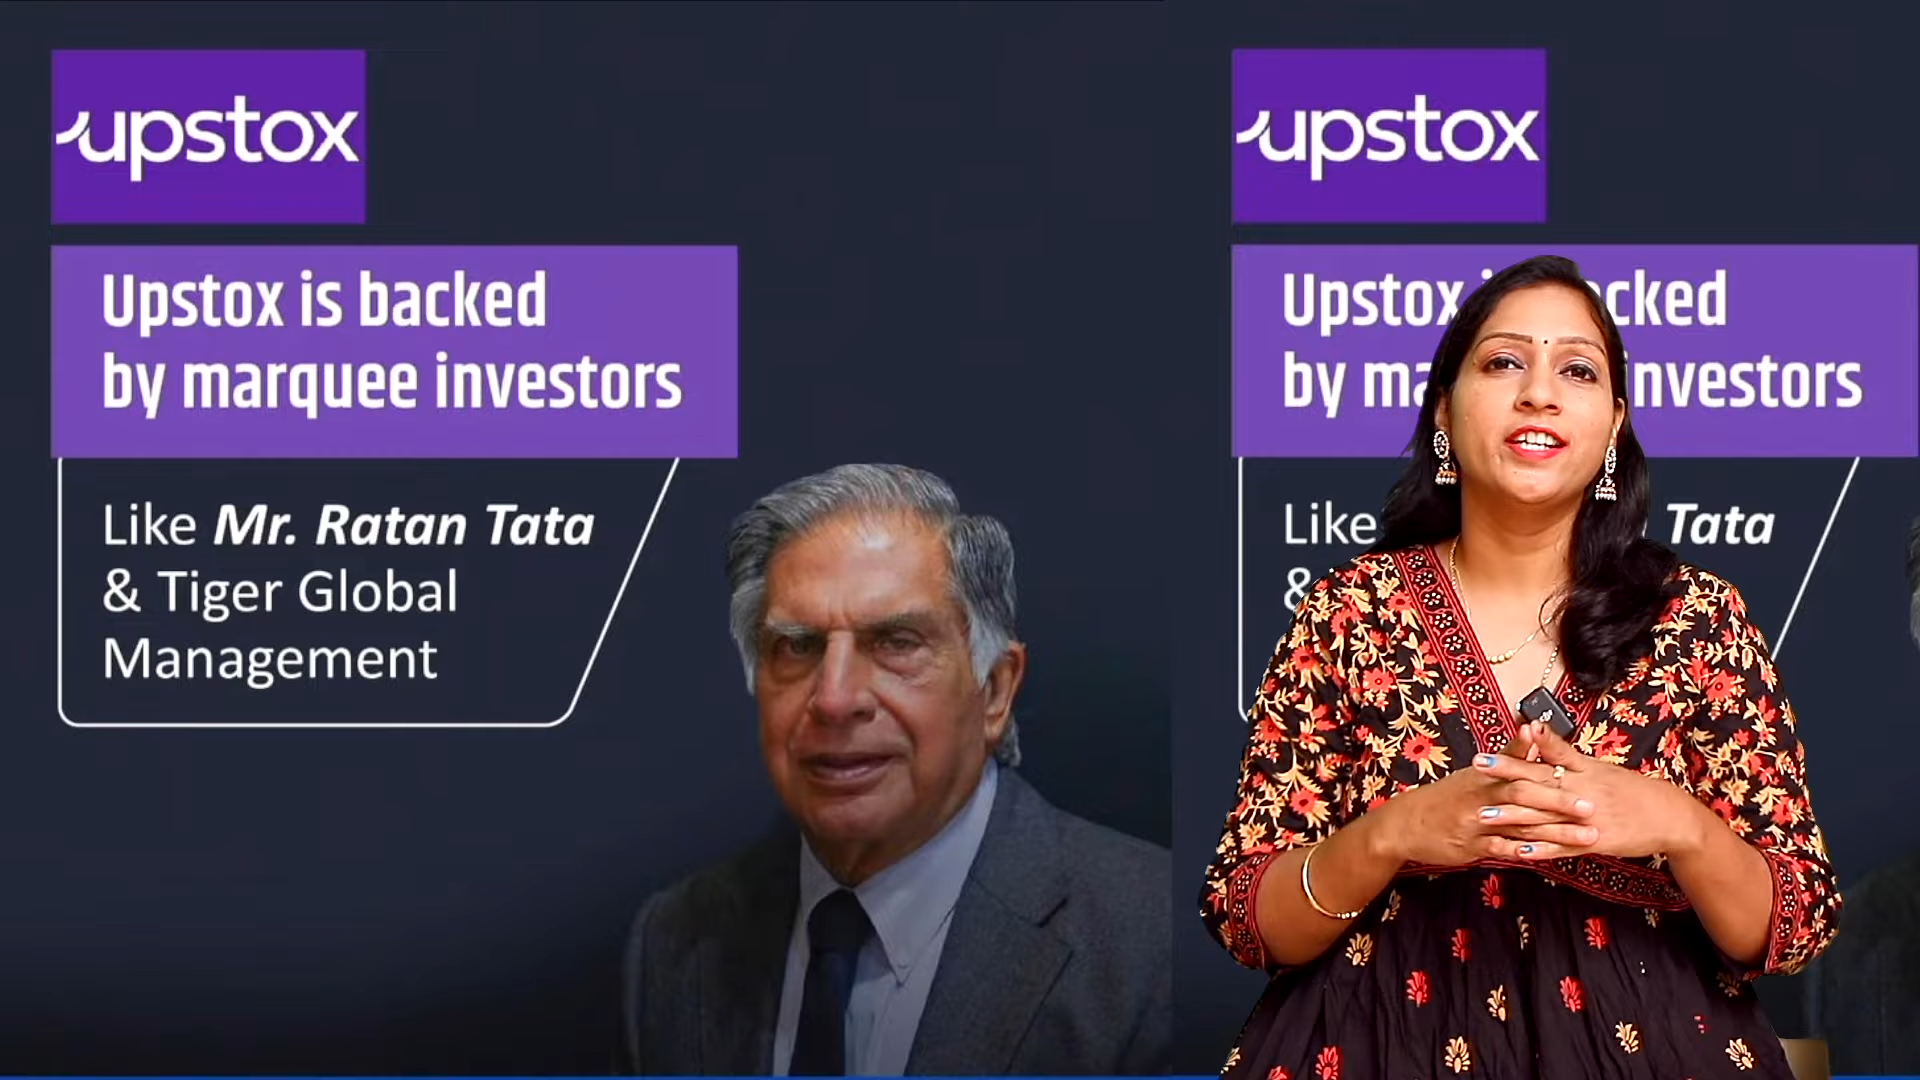 upstox
Upstox is backed
by marquee investors
Like Mr. Ratan Tata
& Tiger Global
Management
upstox
Upstox
cked
by ma
nvestors
Like
Tata
&